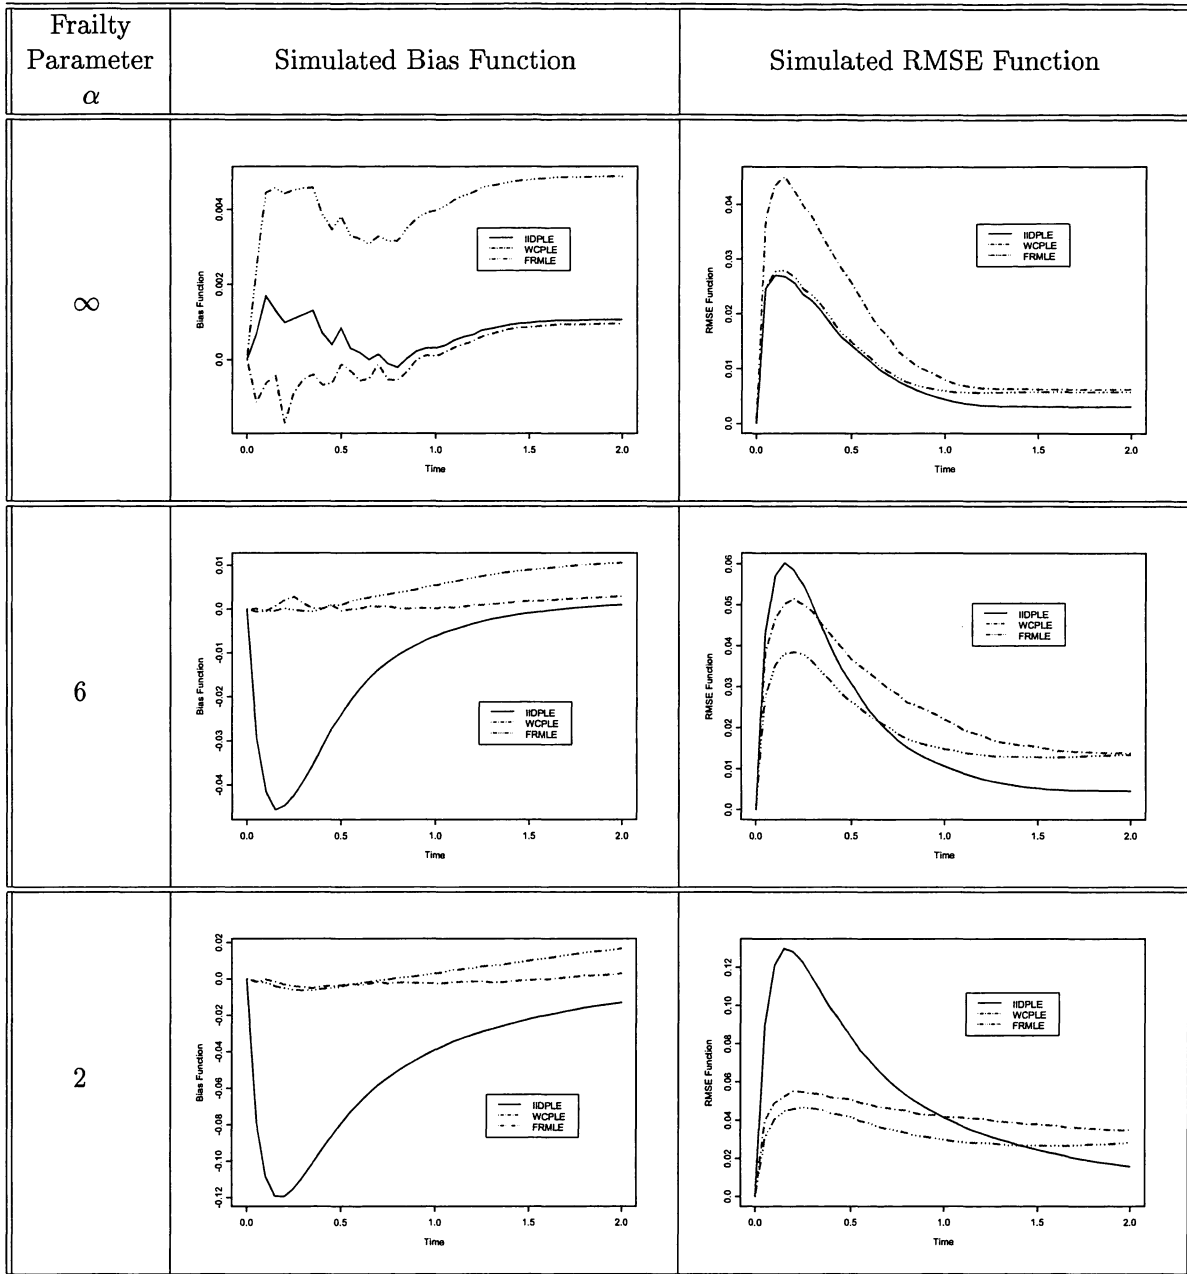 Frailty
Parameter
α
Simulated Bias Function
Simulated RMSE Function
∞
Bias Function
0.004
0.002
0.0
IIDPLE
WCPLE
FRMLE
0.0 0.5 1.0 1.5 2.0
Time
RMSE Function
0.04
0.03
0.02
0.01
0.0
IIDPLE
WCPLE
FRMLE
0.0 0.5 1.0 1.5 2.0
Time
6
Bias Function
0.01
0.0
-0.01
-0.02
-0.03
-0.04
IIDPLE
WCPLE
FRMLE
0.0 0.5 1.0 1.5 2.0
Time
RMSE Function
0.06
0.05
0.04
0.03
0.02
0.01
0.0
IIDPLE
WCPLE
FRMLE
0.0 0.5 1.0 1.5 2.0
Time
2
Bias Function
0.02
0.0
-0.02
-0.04
-0.06
-0.08
-0.10
-0.12
IIDPLE
WCPLE
FRMLE
0.0 0.5 1.0 1.5 2.0
Time
RMSE Function
0.12
0.10
0.08
0.06
0.04
0.02
0.0
IIDPLE
WCPLE
FRMLE
0.0 0.5 1.0 1.5 2.0
Time